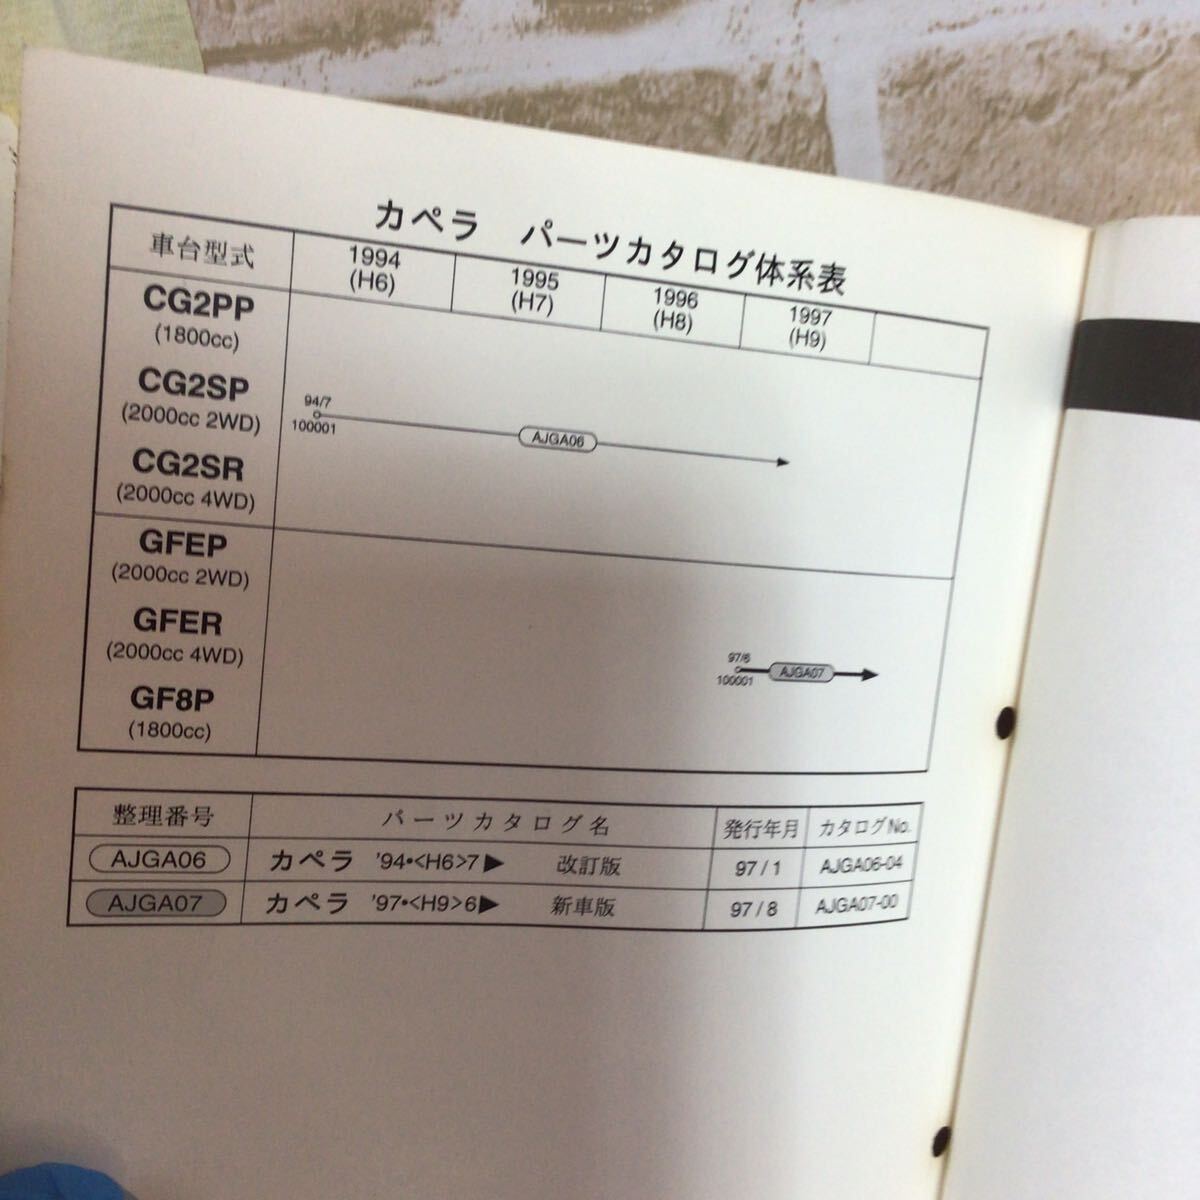 カペラ パーツカタログ体系表
車台型式
1994
(H6)
1995
(H7)
1996
(H8)
1997
(H9)
CG2PP
(1800cc)
CG2SP
(2000cc 2WD)
CG2SR
(2000cc 4WD)
94/7
100001
AJGA06
GFEP
(2000cc 2WD)
GFER
(2000cc 4WD)
GF8P
(1800cc)
97/6
100001
AJGA07
整理番号 パーツカタログ名 発行年月 カタログNo.
AJGA06 カペラ '94•<H6>7▶ 改訂版 97/1 AJGA06-04
AJGA07 カペラ '97•<H9>6▶ 新車版 97/8 AJGA07-00